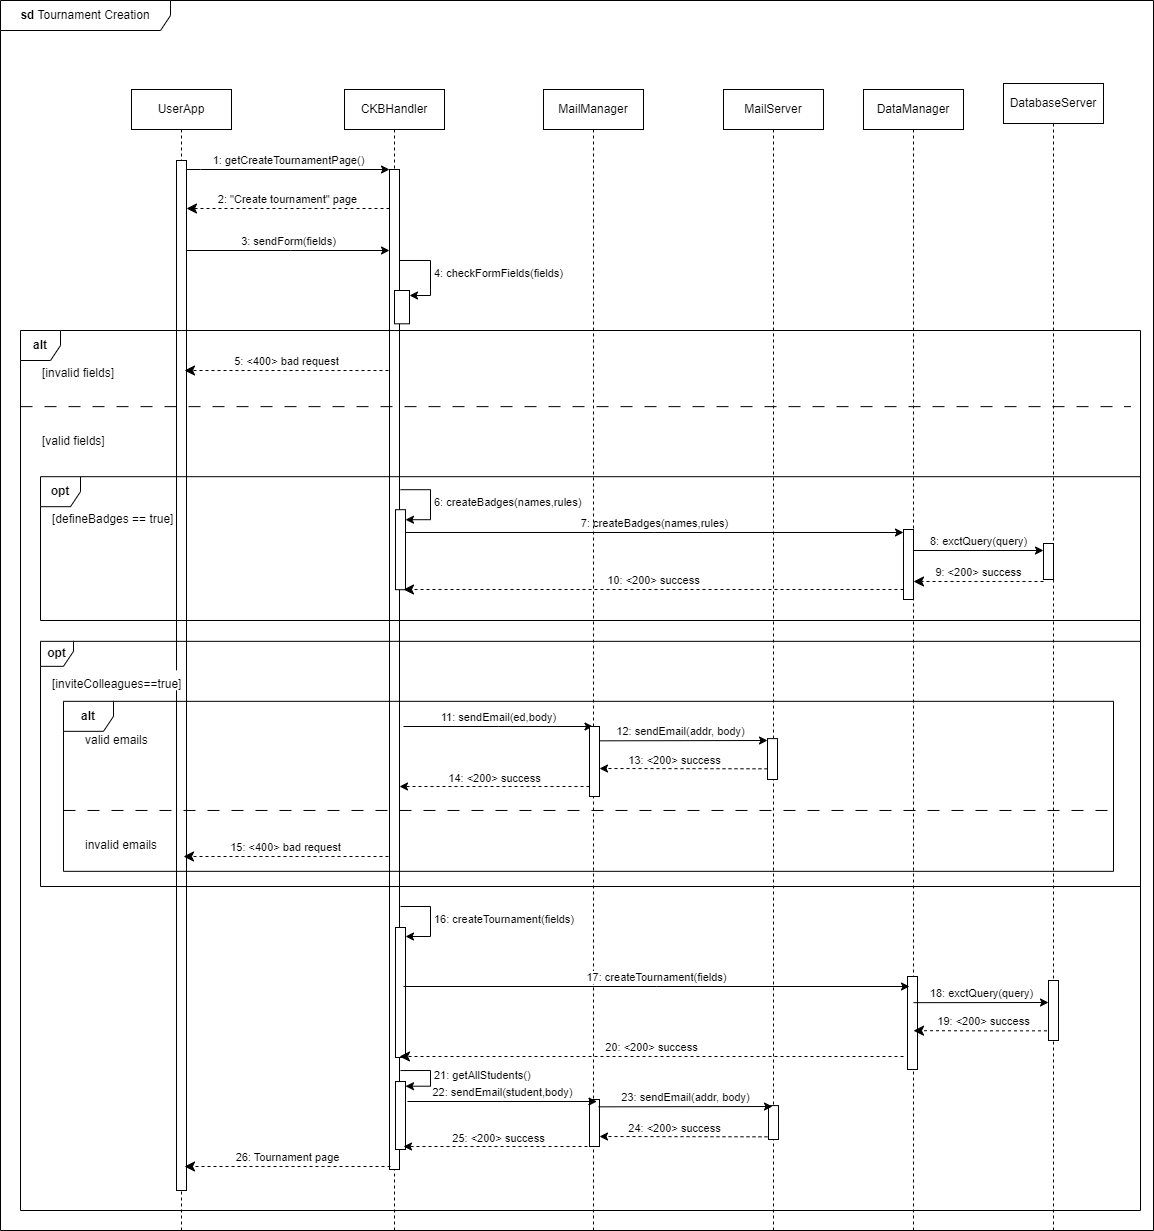 sd Tournament Creation
UserApp
CKBHandler
MailManager
MailServer
DataManager
DatabaseServer
1: getCreateTournamentPage()
2: "Create tournament" page
3: sendForm(fields)
4: checkFormFields(fields)
alt
5: <400> bad request
[invalid fields]
[valid fields]
opt
[defineBadges == true]
6: createBadges(names,rules)
7: createBadges(names,rules)
8: exctQuery(query)
9: <200> success
10: <200> success
opt
[inviteColleagues==true]
alt
valid emails
11: sendEmail(ed,body)
12: sendEmail(addr, body)
13: <200> success
14: <200> success
invalid emails
15: <400> bad request
16: createTournament(fields)
17: createTournament(fields)
18: exctQuery(query)
19: <200> success
20: <200> success
21: getAllStudents()
22: sendEmail(student,body)
23: sendEmail(addr, body)
24: <200> success
25: <200> success
26: Tournament page